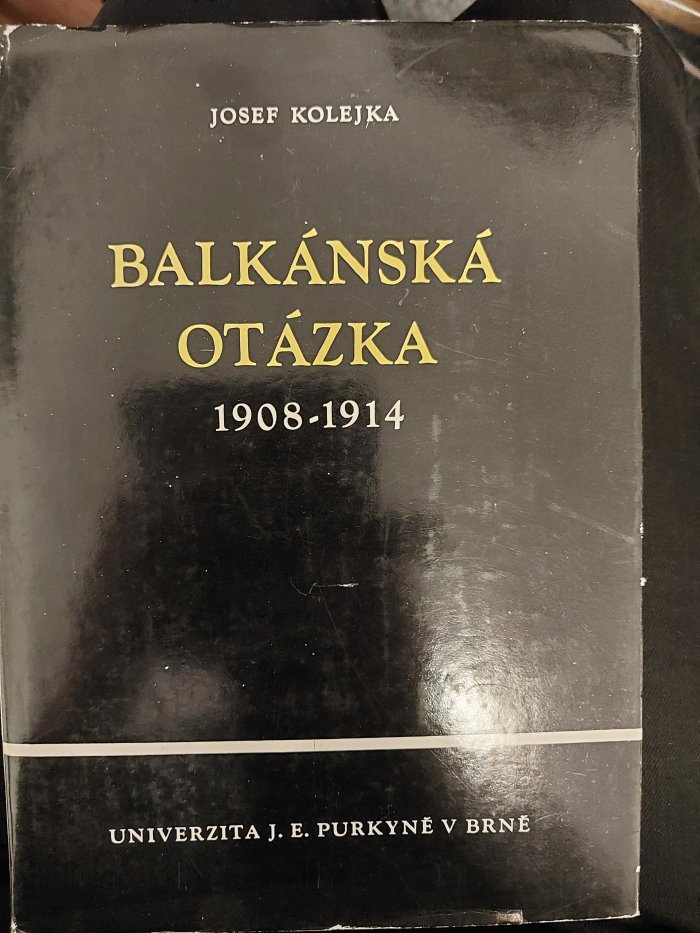 JOSEF KOLEJKA
BALKÁNSKÁ
OTÁZKA
1908-1914
UNIVERZITA J. E. PURKYNĚ V BRNĚ